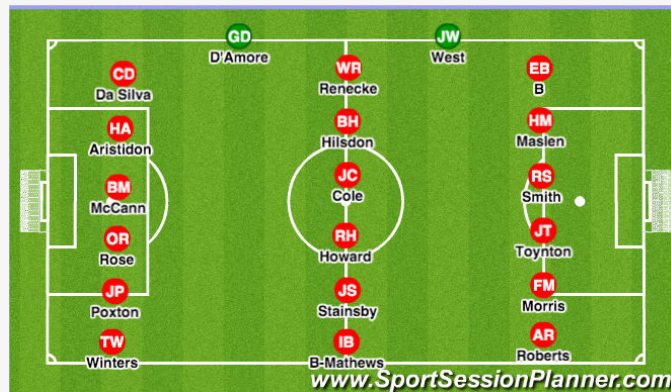 GD
D'Amore
JW
West
CD
Da Silva
WR
Renecke
EB
B
HA
Aristidon
BH
Hilsdon
HM
Maslen
BM
McCann
JC
Cole
RS
Smith
OR
Rose
RH
Howard
JT
Toynton
JP
Poxton
JS
Stainsby
FM
Morris
TW
Winters
IB
B-Mathews
AR
Roberts
www.SportSessionPlanner.com